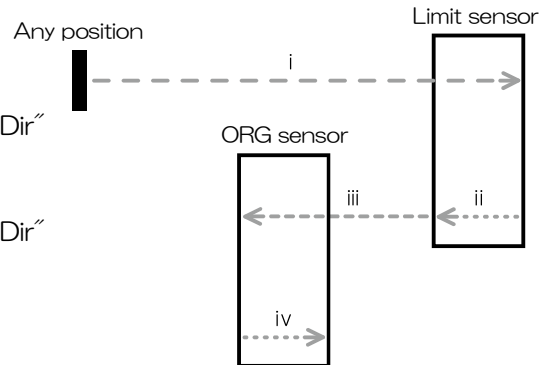 Limit sensor
Any position
i
Dir″
ORG sensor
iii
ii
Dir″
iv